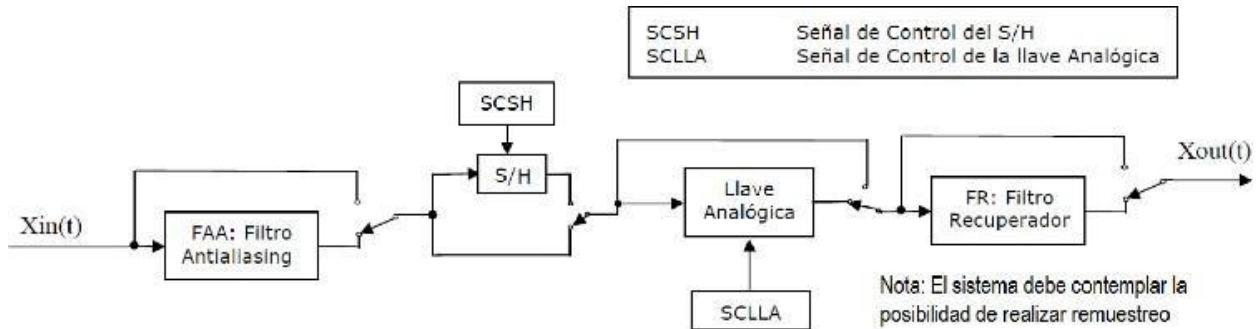 SCSH Señal de Control del S/H
SCLLA Señal de Control de la llave Analógica
SCSH
S/H
Xin(t)
FAA: Filtro
Antialiasing
Llave
Analógica
SCLLA
FR: Filtro
Recuperador
Xout(t)
Nota: El sistema debe contemplar la
posibilidad de realizar remuestreo